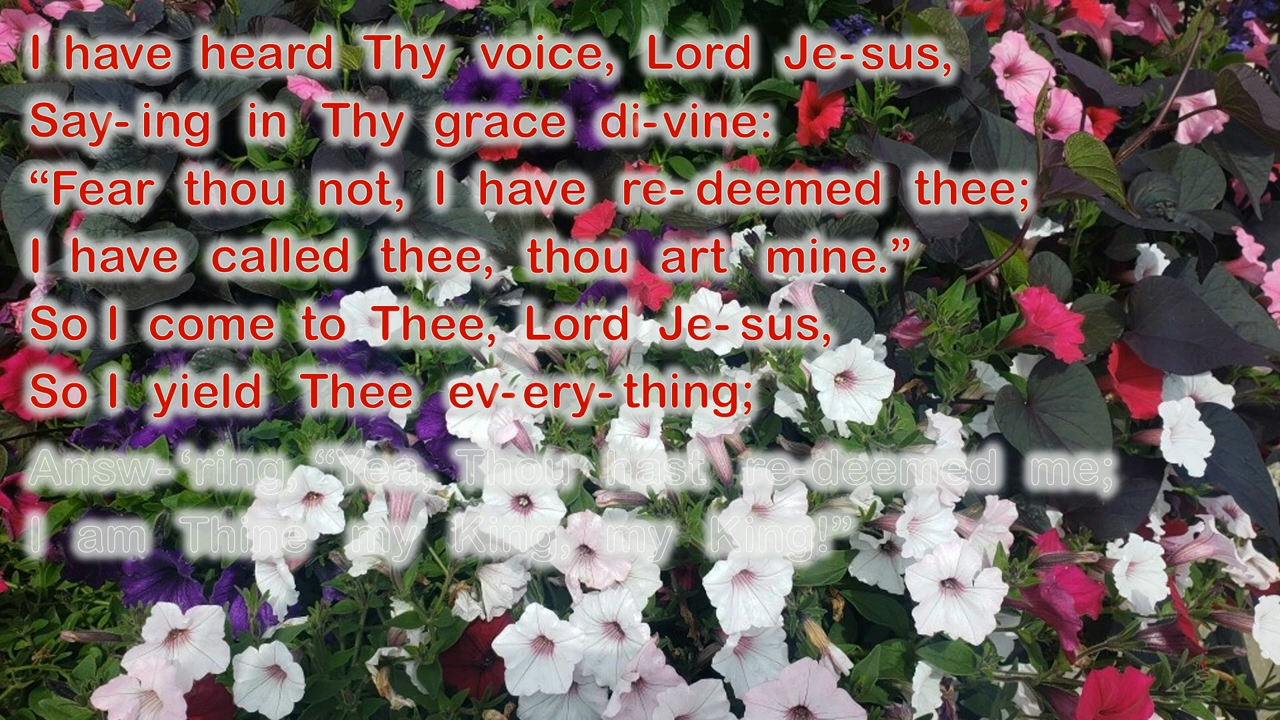 I have heard Thy voice, Lord Je-sus,
Say-ing in Thy grace di-vine:
“Fear thou not, I have re-deemed thee;
I have called thee, thou art mine.”
So I come to Thee, Lord Je-sus,
So I yield Thee ev-ery-thing;
Answ-‘ring, “Yea, Thou hast re-deemed me;
I am Thine my King, my King!”